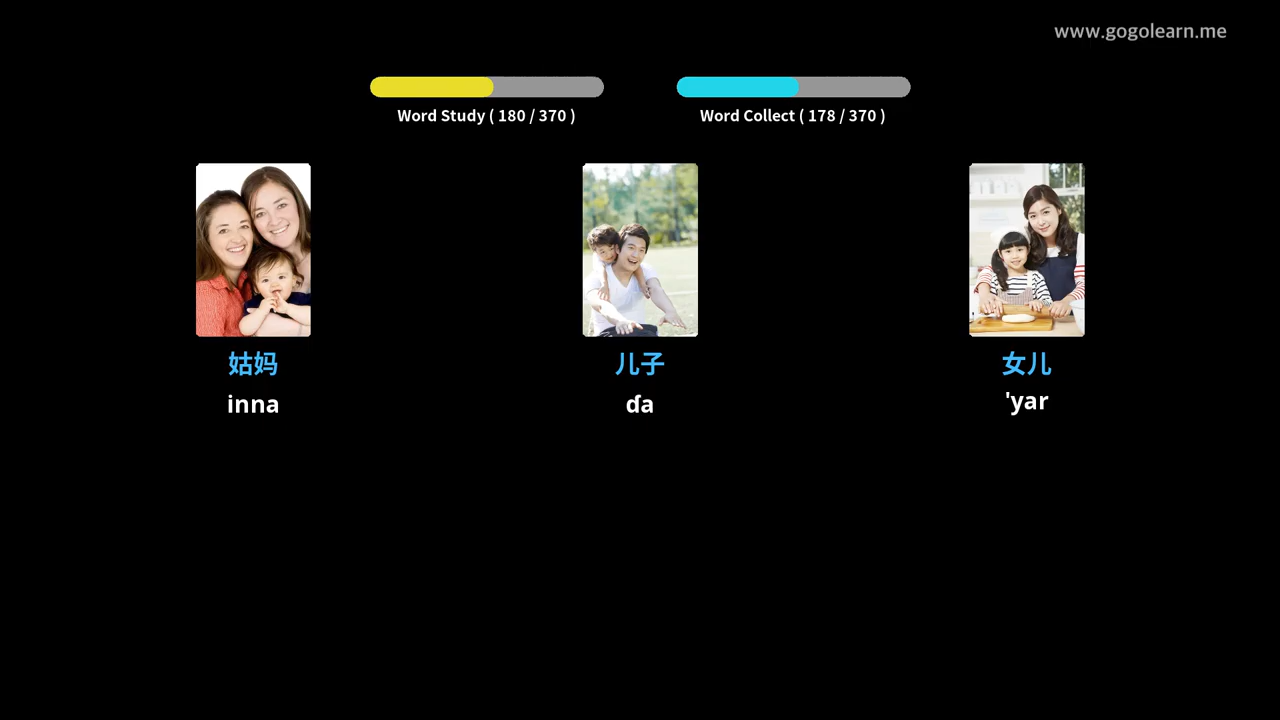 www.gogolearn.me
Word Study ( 180 / 370 )
Word Collect ( 178 / 370 )
姑妈
儿子
女儿
inna
ɗa
'yar